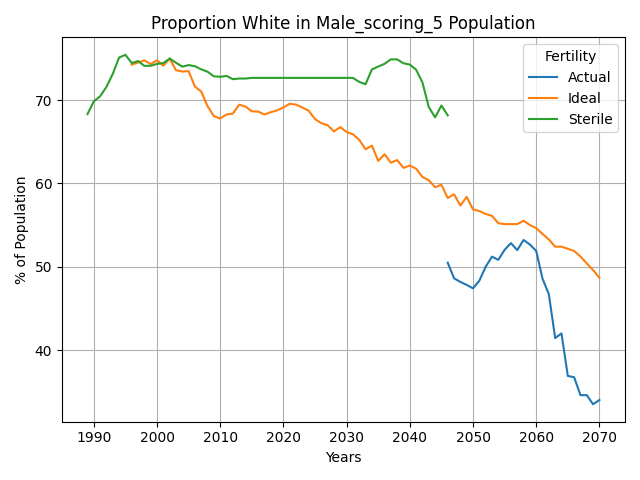 Proportion White in Male_scoring_5 Population
Fertility
Actual
Ideal
Sterile
% of Population
70
60
50
40
1990 2000 2010 2020 2030 2040 2050 2060 2070
Years